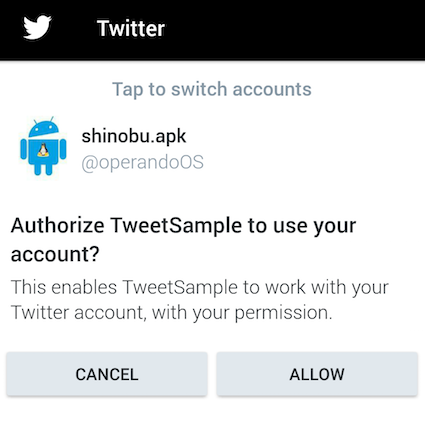 Twitter
Tap to switch accounts
shinobu.apk
@operandoOS
Authorize TweetSample to use your
account?
This enables TweetSample to work with your
Twitter account, with your permission.
CANCEL
ALLOW